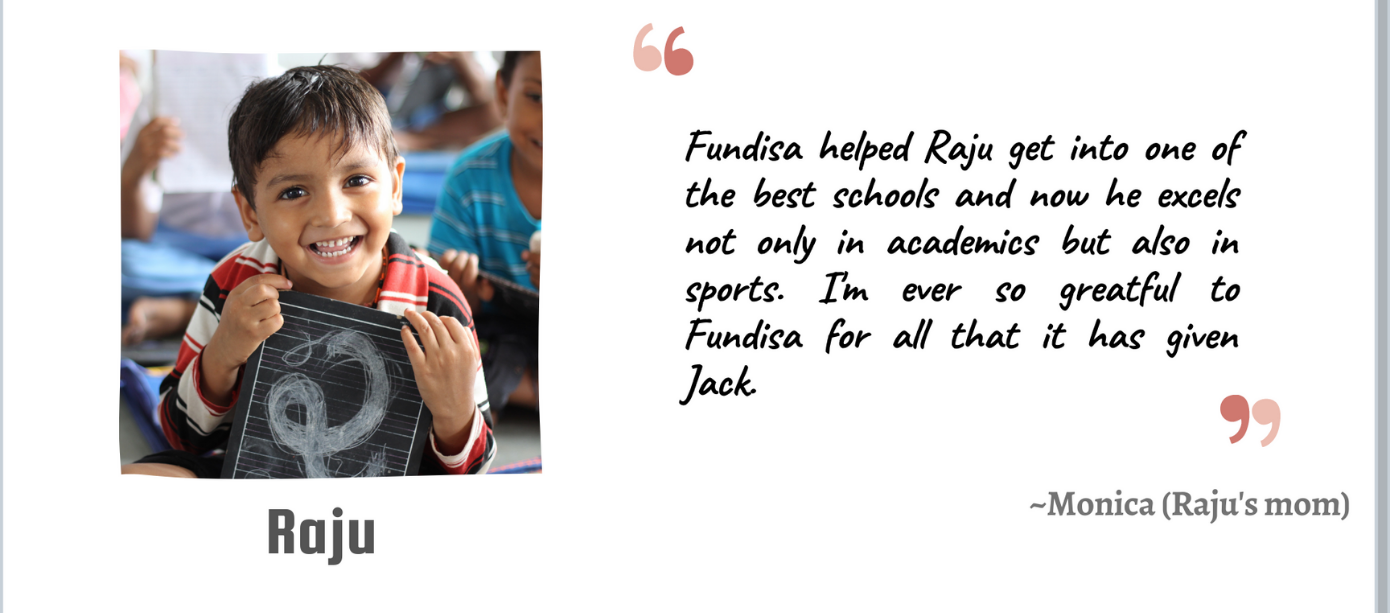 “
Fundisa helped Raju get into one of
the best schools and now he excels
not only in academics but also in
sports. I'm ever so greatful to
Fundisa for all that it has given
Jack.
”
~Monica (Raju's mom)
Raju